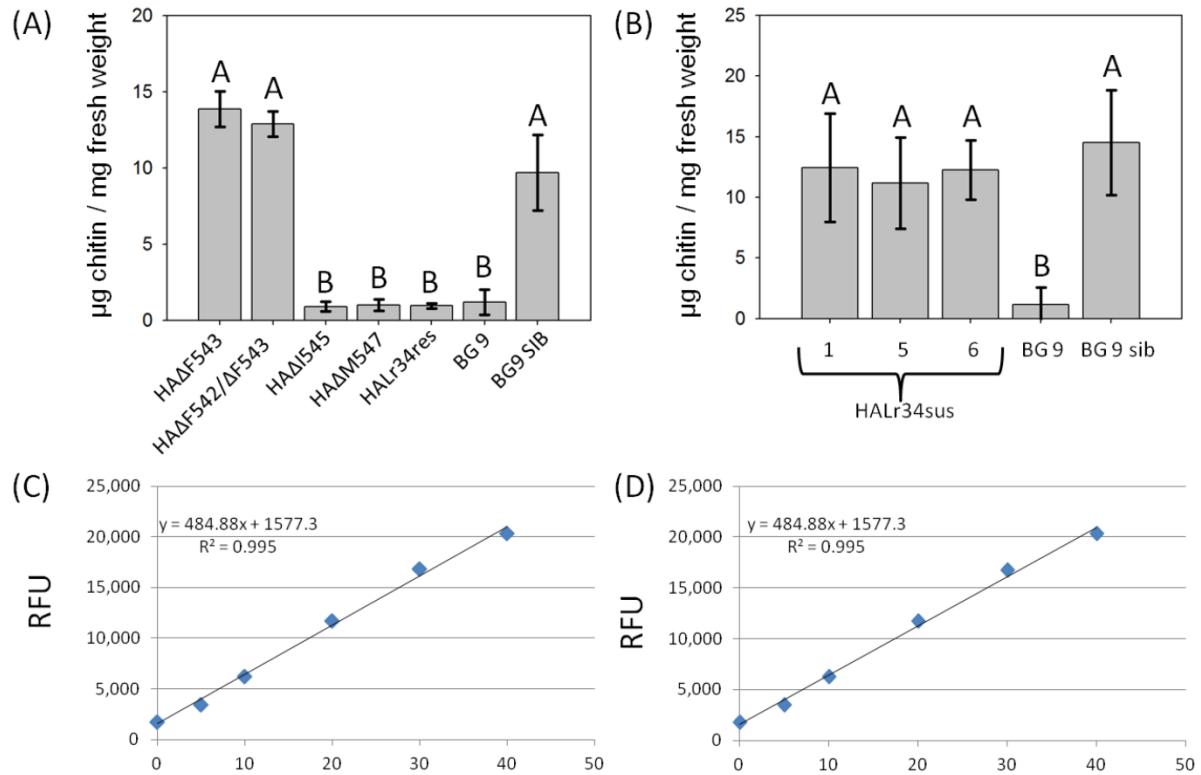 (A)
µg chitin / mg fresh weight
20
15
10
5
0
A
A
B
B
B
B
A
HAΔF543
HAΔF542/ΔF543
HAΔI545
HAΔM547
HALr34res
BG 9
BG9 SIB
(B)
µg chitin / mg fresh weight
25
20
15
10
5
0
A
A
A
B
A
1
5
6
BG 9
BG 9 sib
HALr34sus
(C)
RFU
25,000
20,000
15,000
10,000
5,000
0
y = 484.88x + 1577.3
R² = 0.995
0
10
20
30
40
50
(D)
RFU
25,000
20,000
15,000
10,000
5,000
0
y = 484.88x + 1577.3
R² = 0.995
0
10
20
30
40
50